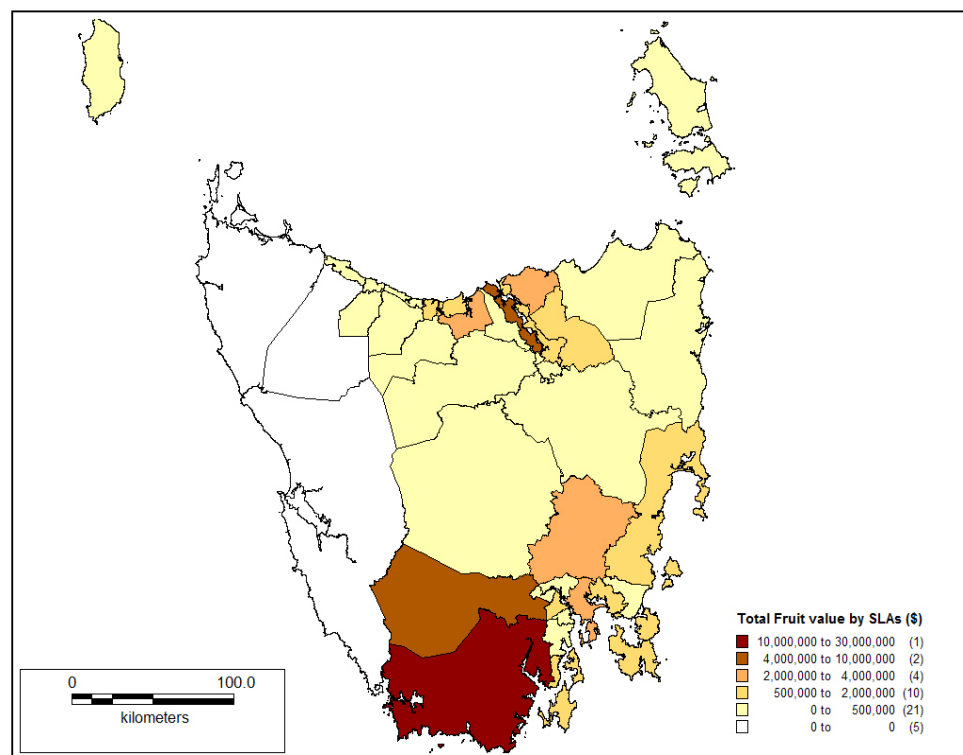 Total Fruit value by SLAs ($)
10,000,000 to 30,000,000 (1)
4,000,000 to 10,000,000 (2)
2,000,000 to 4,000,000 (4)
500,000 to 2,000,000 (10)
0 to 500,000 (21)
0 to 0 (5)
0 100.0
kilometers